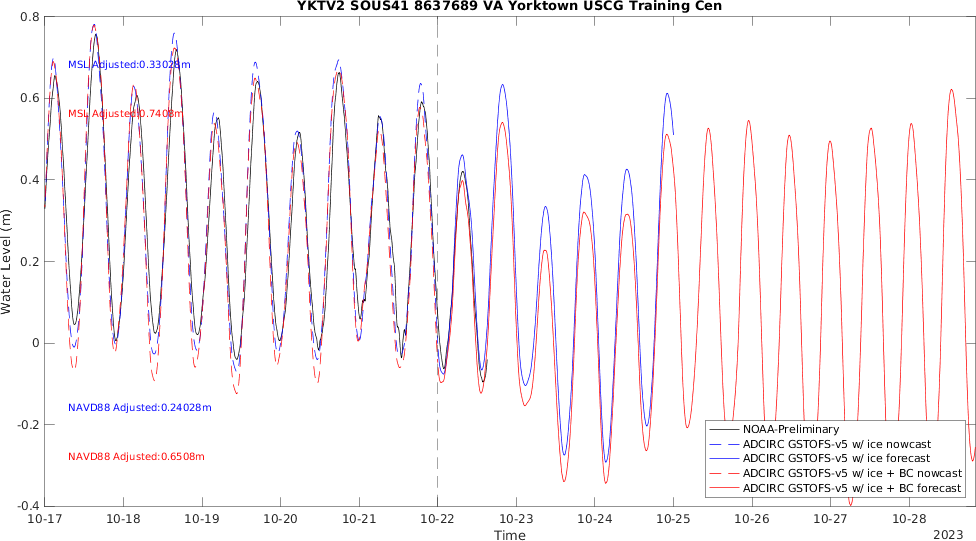 YKTV2 SOUS41 8637689 VA Yorktown USCG Training Cen
0.8
0.6
0.4
0.2
0
-0.2
-0.4
Water Level (m)
MSL Adjusted:0.33028m
MSL Adjusted:0.7408m
NAVD88 Adjusted:0.24028m
NAVD88 Adjusted:0.6508m
NOAA-Preliminary
ADCIRC GSTOFS-v5 w/ ice nowcast
ADCIRC GSTOFS-v5 w/ ice forecast
ADCIRC GSTOFS-v5 w/ ice + BC nowcast
ADCIRC GSTOFS-v5 w/ ice + BC forecast
10-17 10-18 10-19 10-20 10-21 10-22 10-23 10-24 10-25 10-26 10-27 10-28
Time
2023